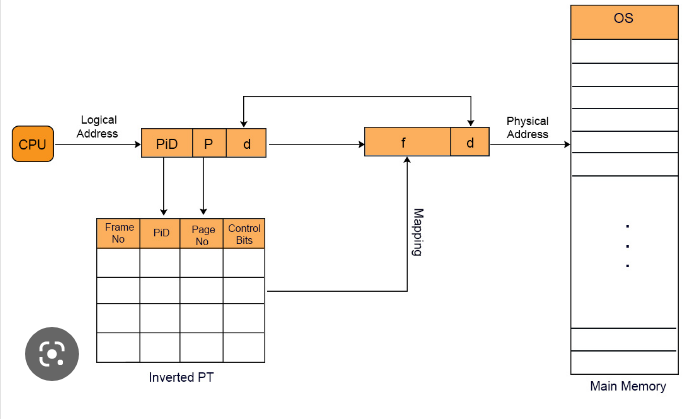 OS
Logical
Address
Physical
Address
CPU
PiD P d
f d
Frame
No
PiD
Page
No
Control
Bits
Mapping
Inverted PT
Main Memory